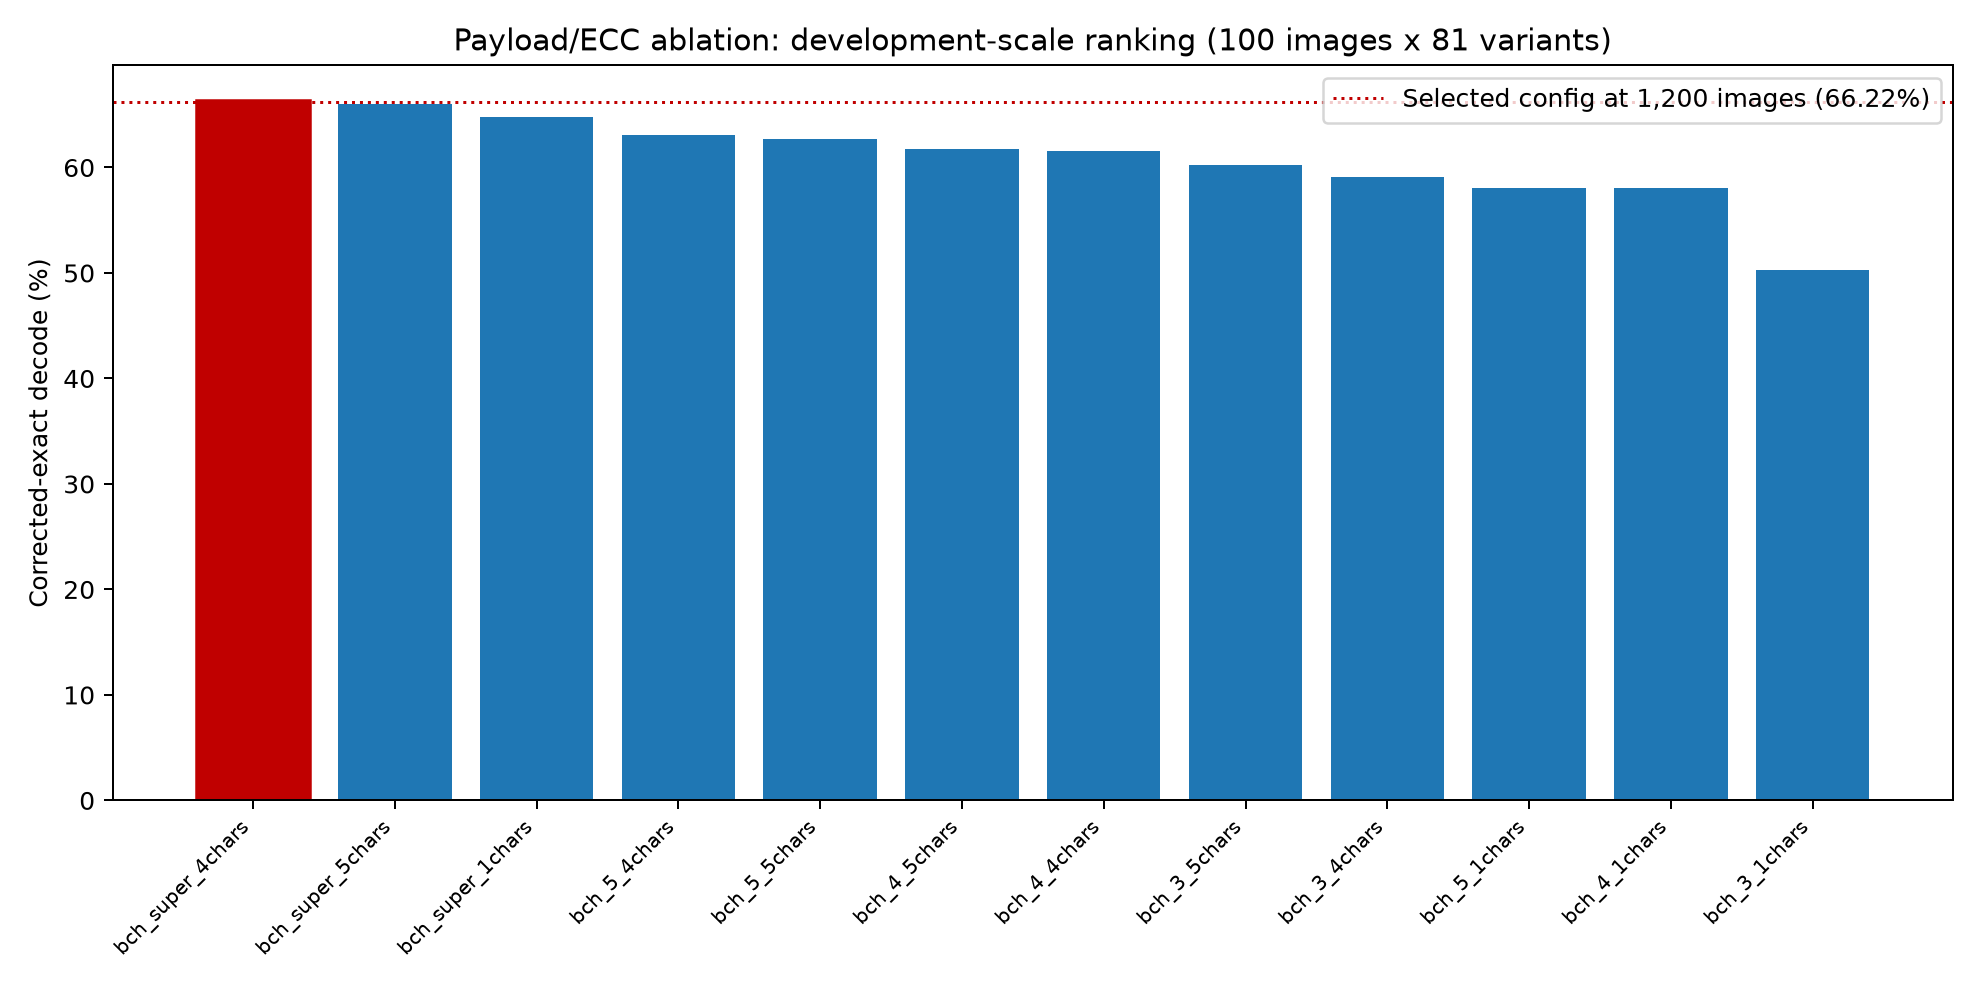 Payload/ECC ablation: development-scale ranking (100 images x 81 variants)
Selected config at 1,200 images (66.22%)
Corrected-exact decode (%)
60
50
40
30
20
10
0
bch_super_4chars
bch_super_5chars
bch_super_1chars
bch_5_4chars
bch_5_5chars
bch_4_5chars
bch_4_4chars
bch_3_5chars
bch_3_4chars
bch_5_1chars
bch_4_1chars
bch_3_1chars